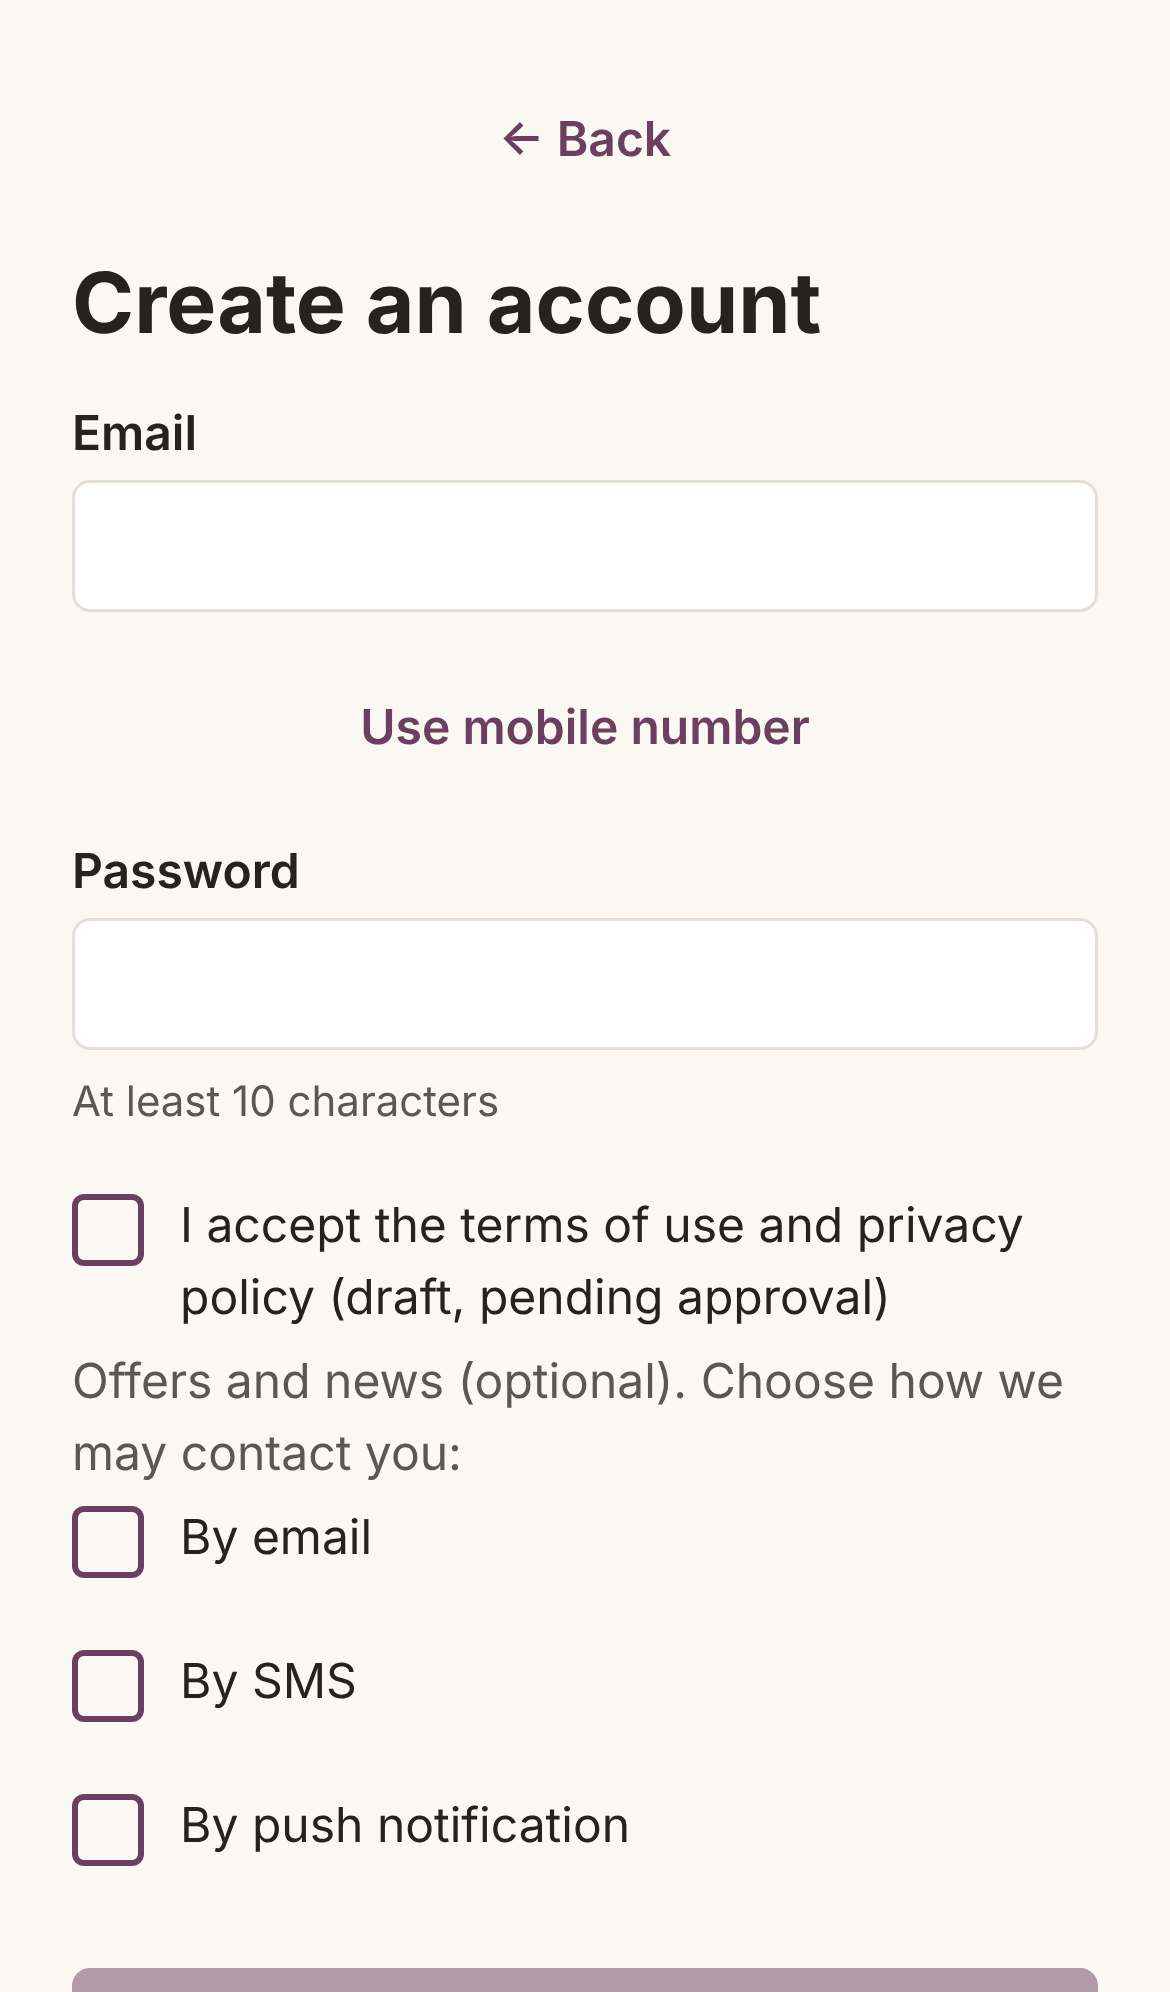 ← Back
Create an account
Email
Use mobile number
Password
At least 10 characters
I accept the terms of use and privacy
policy (draft, pending approval)
Offers and news (optional). Choose how we
may contact you:
By email
By SMS
By push notification